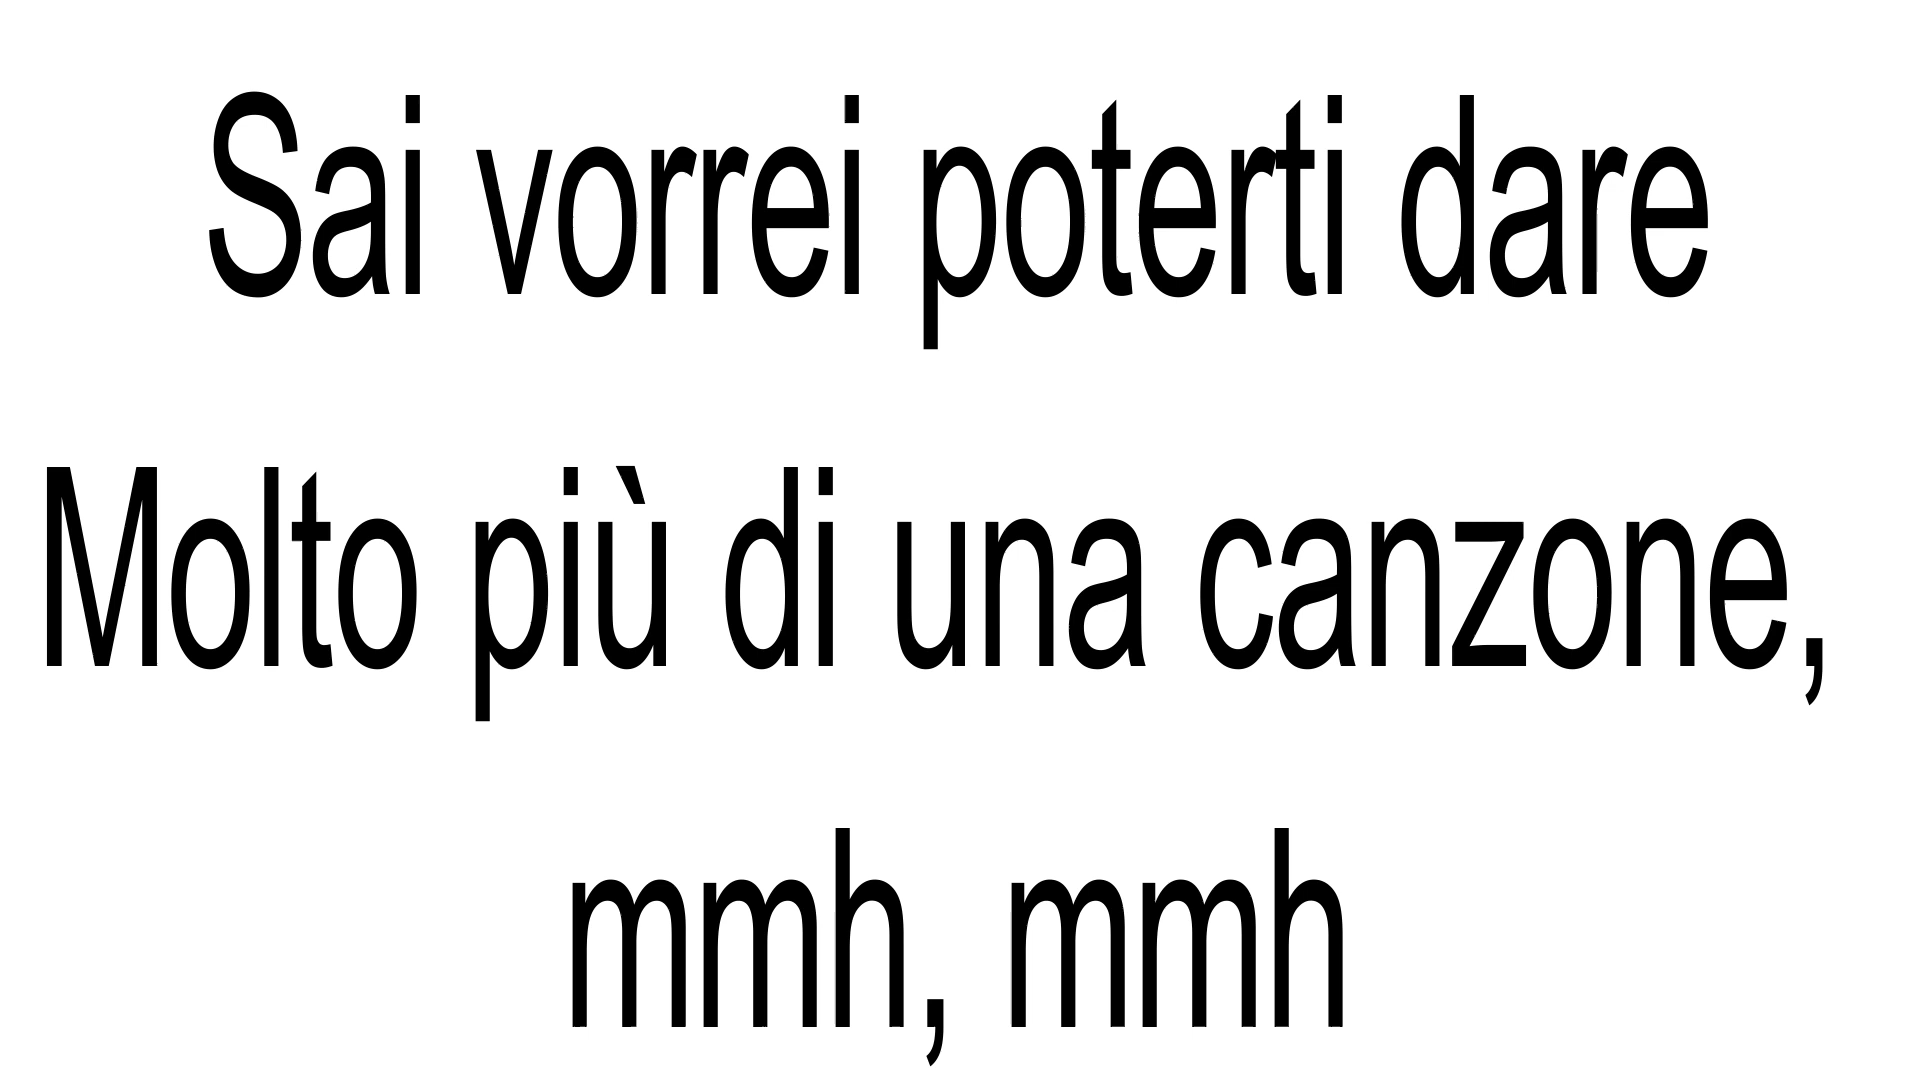 Sai vorrei poterti dare
Molto più di una canzone,
mmh, mmh